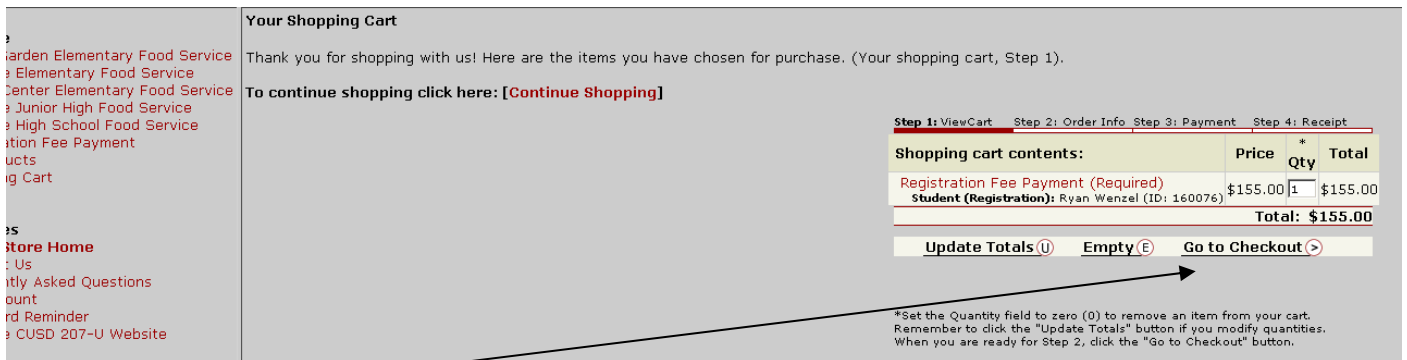 Garden Elementary Food Service
Elementary Food Service
Center Elementary Food Service
Junior High Food Service
High School Food Service
Fee Payment
Cart
Store Home
Us
Asked Questions
Reminder
CUSD 207-U Website
Your Shopping Cart
Thank you for shopping with us! Here are the items you have chosen for purchase. (Your shopping cart, Step 1).
To continue shopping click here: [Continue Shopping]
Step 1: ViewCart Step 2: Order Info Step 3: Payment Step 4: Receipt
Shopping cart contents: Price * Qty Total
Registration Fee Payment (Required) $155.00 1 $155.00
Student (Registration): Ryan Wenzel (ID: 160076)
Total: $155.00
Update Totals U Empty E Go to Checkout >
*Set the Quantity field to zero (0) to remove an item from your cart.
Remember to click the "Update Totals" button if you modify quantities.
When you are ready for Step 2, click the "Go to Checkout" button.